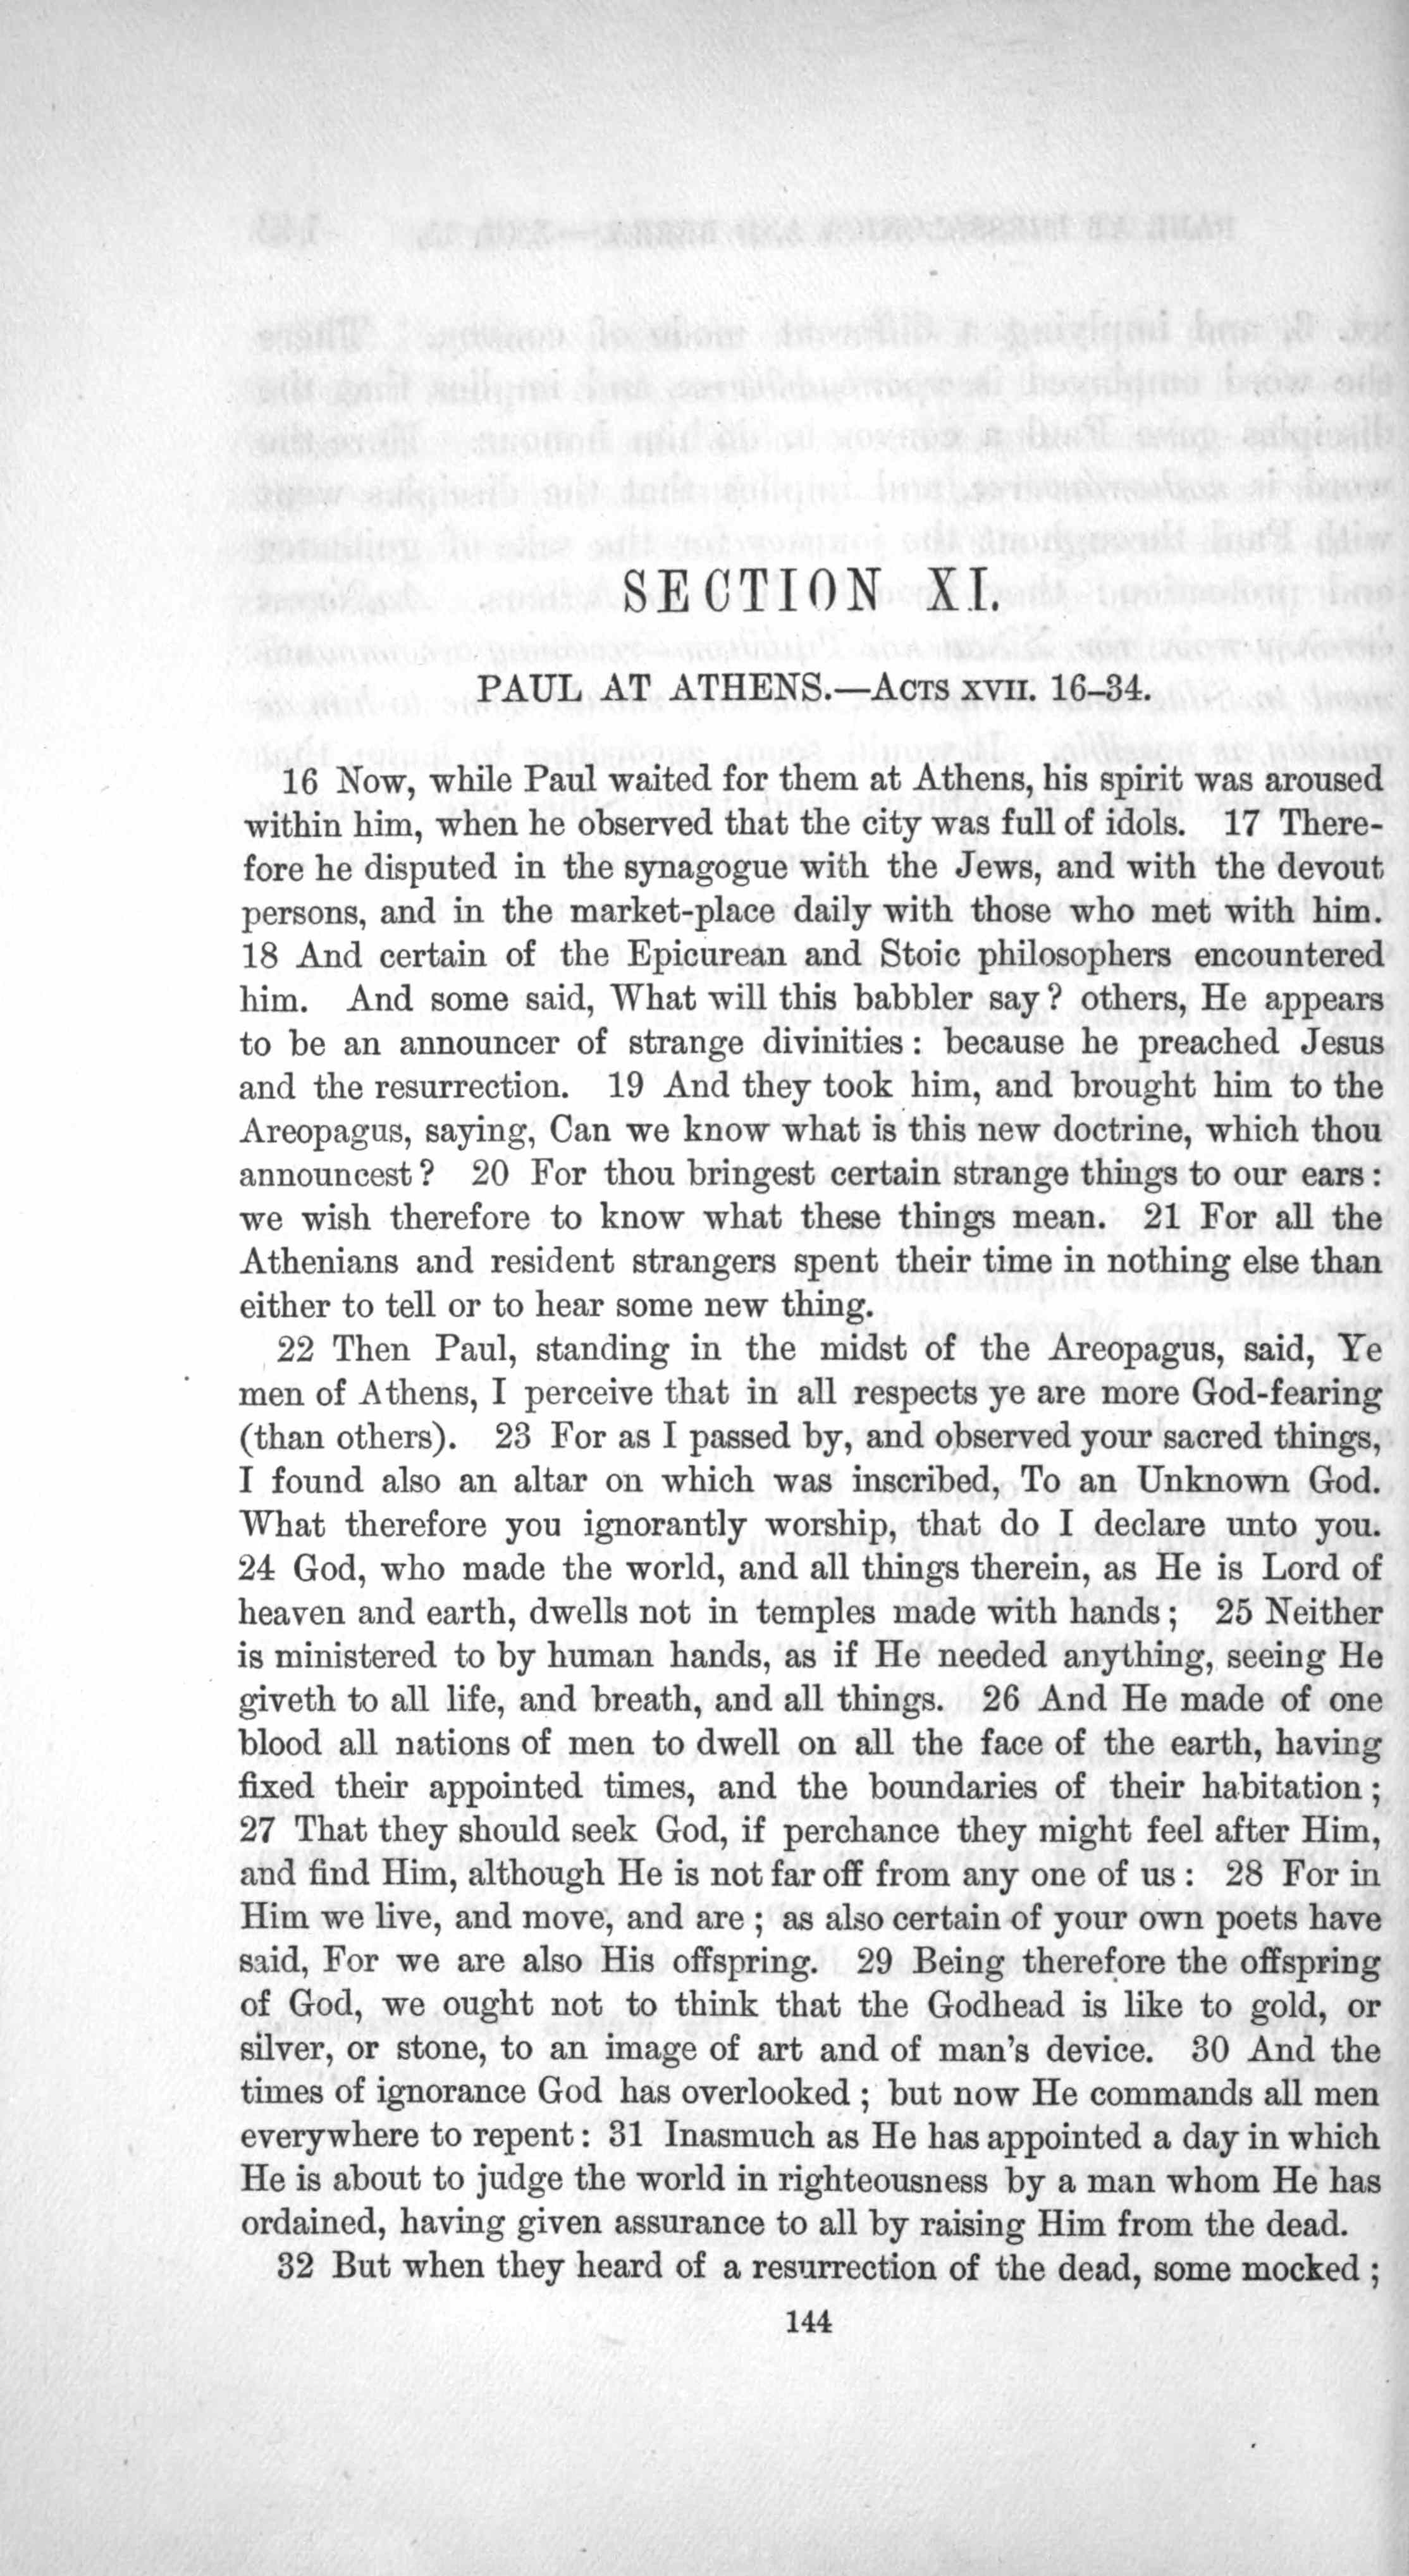 SECTION XI.
PAUL AT ATHENS.—ACTS XVII. 16–34.
16 Now, while Paul waited for them at Athens, his spirit was aroused
within him, when he observed that the city was full of idols. 17 There-
fore he disputed in the synagogue with the Jews, and with the devout
persons, and in the market-place daily with those who met with him.
18 And certain of the Epicurean and Stoic philosophers encountered
him. And some said, What will this babbler say? others, He appears
to be an announcer of strange divinities: because he preached Jesus
and the resurrection. 19 And they took him, and brought him to the
Areopagus, saying, Can we know what is this new doctrine, which thou
announcest? 20 For thou bringest certain strange things to our ears:
we wish therefore to know what these things mean. 21 For all the
Athenians and resident strangers spent their time in nothing else than
either to tell or to hear some new thing.
22 Then Paul, standing in the midst of the Areopagus, said, Ye
men of Athens, I perceive that in all respects ye are more God-fearing
(than others). 23 For as I passed by, and observed your sacred things,
I found also an altar on which was inscribed, To an Unknown God.
What therefore you ignorantly worship, that do I declare unto you.
24 God, who made the world, and all things therein, as He is Lord of
heaven and earth, dwells not in temples made with hands; 25 Neither
is ministered to by human hands, as if He needed anything, seeing He
giveth to all life, and breath, and all things. 26 And He made of one
blood all nations of men to dwell on all the face of the earth, having
fixed their appointed times, and the boundaries of their habitation;
27 That they should seek God, if perchance they might feel after Him,
and find Him, although He is not far off from any one of us: 28 For in
Him we live, and move, and are; as also certain of your own poets have
said, For we are also His offspring. 29 Being therefore the offspring
of God, we ought not to think that the Godhead is like to gold, or
silver, or stone, to an image of art and of man's device. 30 And the
times of ignorance God has overlooked; but now He commands all men
everywhere to repent: 31 Inasmuch as He has appointed a day in which
He is about to judge the world in righteousness by a man whom He has
ordained, having given assurance to all by raising Him from the dead.
32 But when they heard of a resurrection of the dead, some mocked;
144